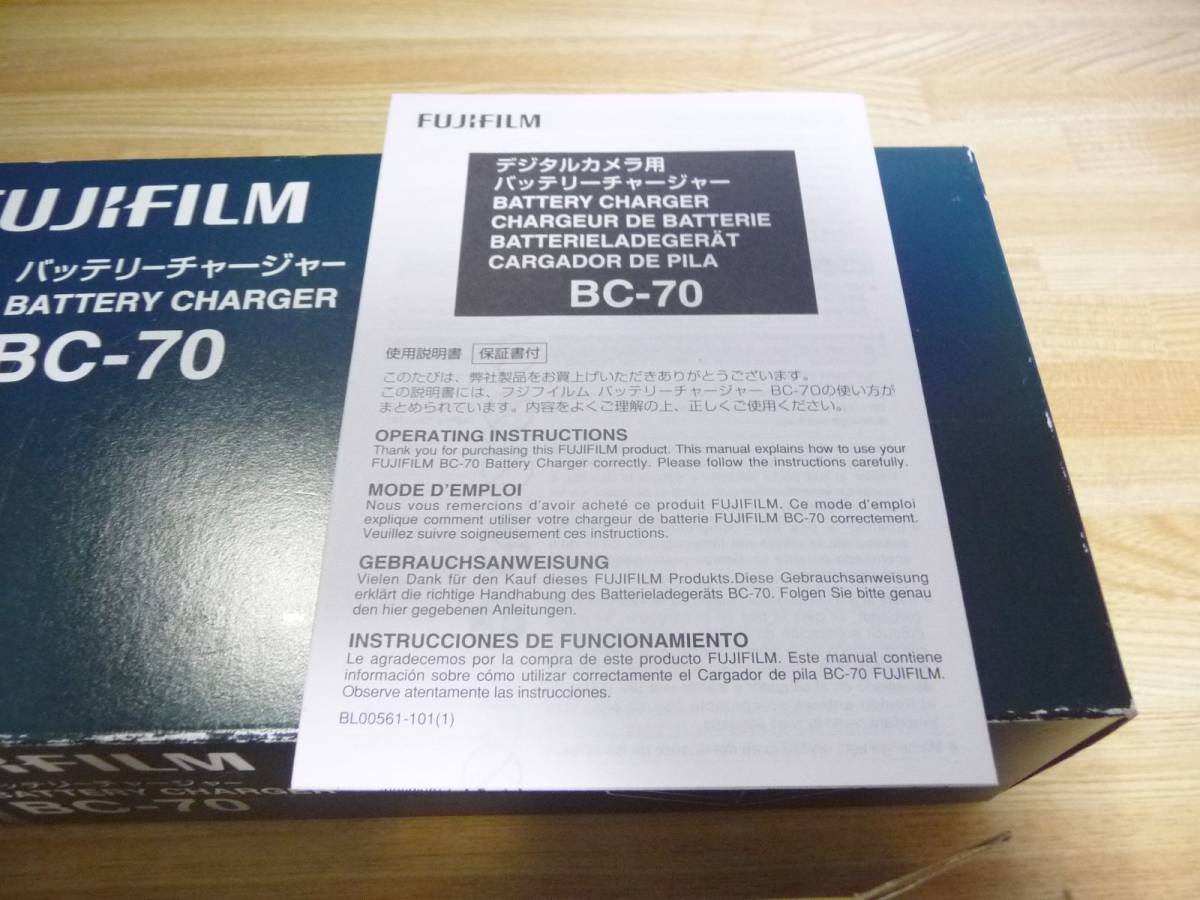 FUJIFILM
バッテリーチャージャー
BATTERY CHARGER
BC-70
FUJIFILM
デジタルカメラ用
バッテリーチャージャー
BATTERY CHARGER
CHARGEUR DE BATTERIE
BATTERIELADEGERÄT
CARGADOR DE PILA
BC-70
使用説明書 保証書付
このたびは、弊社製品をお買上げいただきありがとうございます。
この説明書には、フジフイルム バッテリーチャージャー BC-70の使い方が
まとめられています。内容をよくご理解の上、正しくご使用ください。
OPERATING INSTRUCTIONS
Thank you for purchasing this FUJIFILM product. This manual explains how to use your
FUJIFILM BC-70 Battery Charger correctly. Please follow the instructions carefully.
MODE D'EMPLOI
Nous vous remercions d'avoir acheté ce produit FUJIFILM. Ce mode d'emploi
explique comment utiliser votre chargeur de batterie FUJIFILM BC-70 correctement.
Veuillez suivre soigneusement ces instructions.
GEBRAUCHSANWEISUNG
Vielen Dank für den Kauf dieses FUJIFILM Produkts.Diese Gebrauchsanweisung
erklärt die richtige Handhabung des Batterieladegeräts BC-70. Folgen Sie bitte genau
den hier gegebenen Anleitungen.
INSTRUCCIONES DE FUNCIONAMIENTO
Le agradecemos por la compra de este producto FUJIFILM. Este manual contiene
información sobre cómo utilizar correctamente el Cargador de pila BC-70 FUJIFILM.
Observe atentamente las instrucciones.
BL00561-101(1)
FUJIFILM
バッテリーチャージャー
BATTERY CHARGER
BC-70